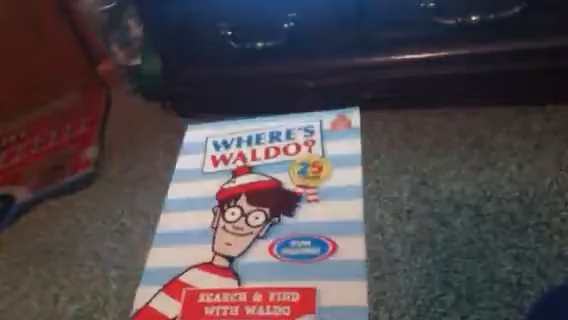 WHERE'S
WALDO?
25
SEARCH & FIND
WITH WALDO